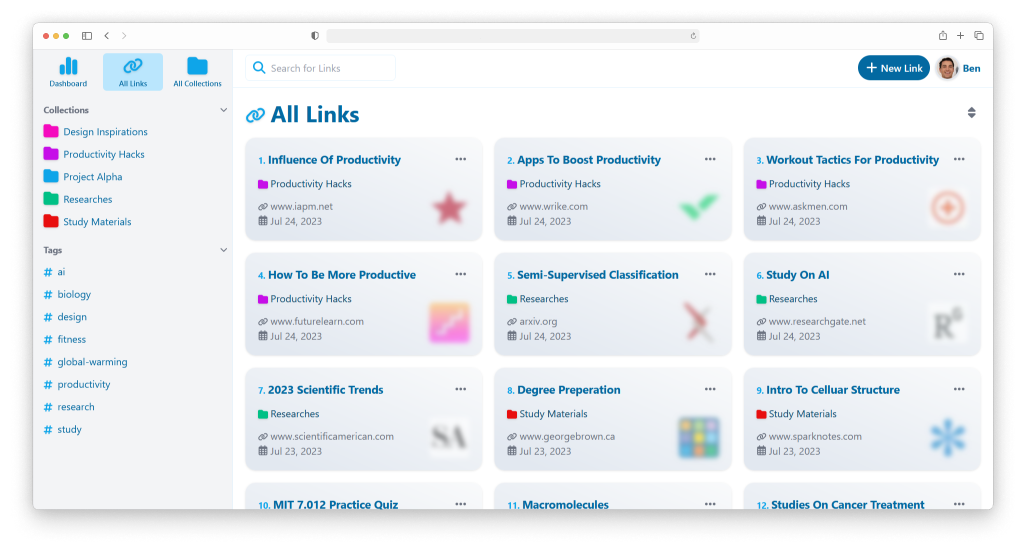 Dashboard
All Links
All Collections
Search for Links
New Link
Ben
Collections
Design Inspirations
Productivity Hacks
Project Alpha
Researches
Study Materials
Tags
# ai
# biology
# design
# fitness
# global-warming
# productivity
# research
# study
All Links
1. Influence Of Productivity
Productivity Hacks
www.iapm.net
Jul 24, 2023
2. Apps To Boost Productivity
Productivity Hacks
www.wrike.com
Jul 24, 2023
3. Workout Tactics For Productivity
Productivity Hacks
www.askmen.com
Jul 24, 2023
4. How To Be More Productive
Productivity Hacks
www.futurelearn.com
Jul 24, 2023
5. Semi-Supervised Classification
Researches
arxiv.org
Jul 24, 2023
6. Study On AI
Researches
www.researchgate.net
Jul 24, 2023
RG
7. 2023 Scientific Trends
Researches
www.scientificamerican.com
Jul 23, 2023
SA
8. Degree Preperation
Study Materials
www.georgebrown.ca
Jul 23, 2023
9. Intro To Celluar Structure
Study Materials
www.sparknotes.com
Jul 23, 2023
10. MIT 7.012 Practice Quiz
11. Macromolecules
12. Studies On Cancer Treatment